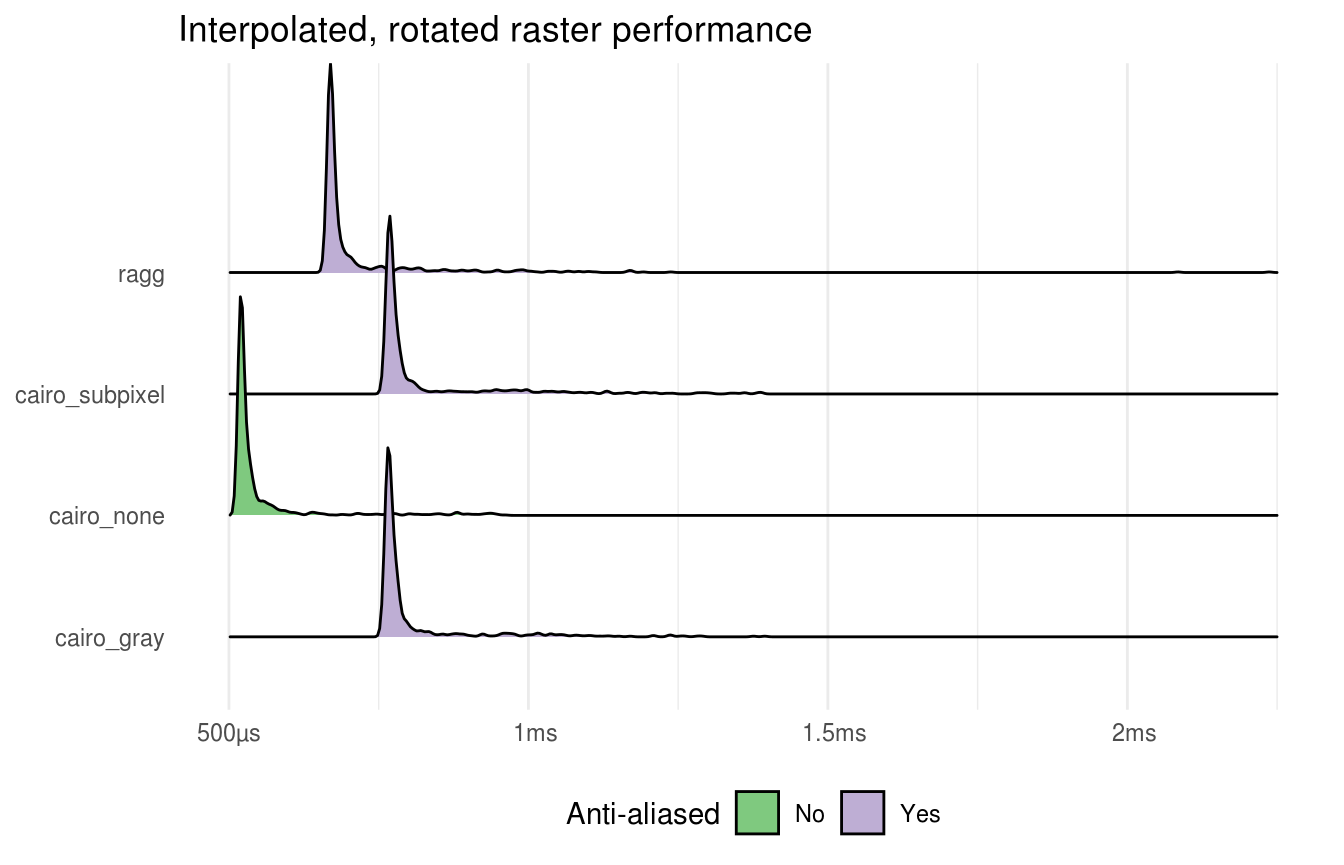 Interpolated, rotated raster performance
ragg
cairo_subpixel
cairo_none
cairo_gray
500µs 1ms 1.5ms 2ms
Anti-aliased No Yes